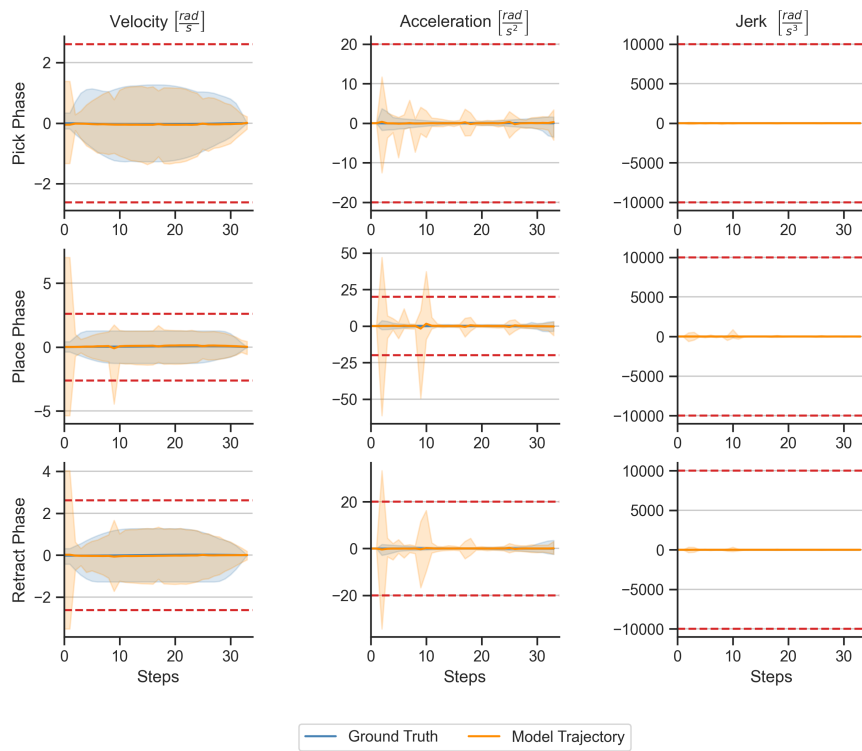 Velocity [rad/s]
Acceleration [rad/s²]
Jerk [rad/s³]
Pick Phase
2
0
−2
0 10 20 30
20
10
0
−10
−20
0 10 20 30
10000
5000
0
−5000
−10000
0 10 20 30
Place Phase
5
0
−5
0 10 20 30
50
25
0
−25
−50
0 10 20 30
10000
5000
0
−5000
−10000
0 10 20 30
Retract Phase
4
2
0
−2
0 10 20 30
Steps
20
0
−20
0 10 20 30
Steps
10000
5000
0
−5000
−10000
0 10 20 30
Steps
Ground Truth
Model Trajectory